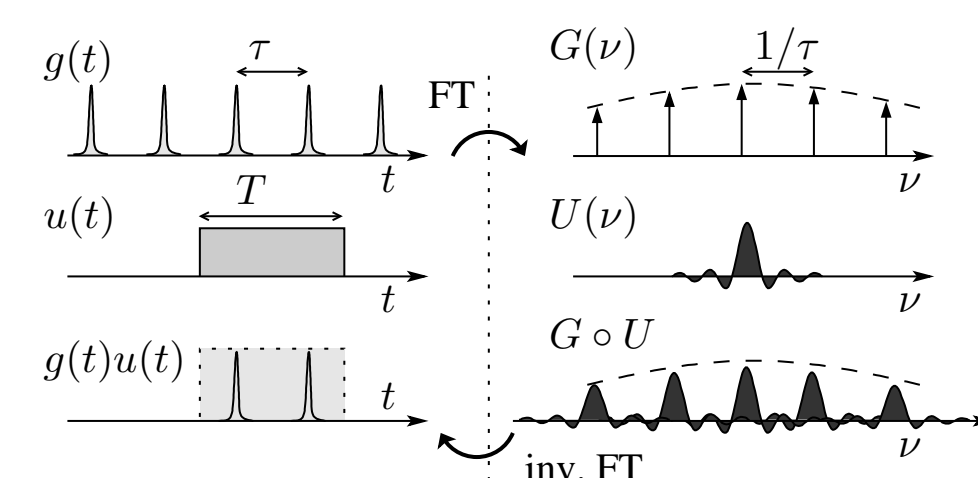 g(t)
τ
FT
G(ν)
1/τ
t
ν
u(t)
T
U(ν)
t
ν
g(t)u(t)
G ∘ U
t
ν
inv. FT